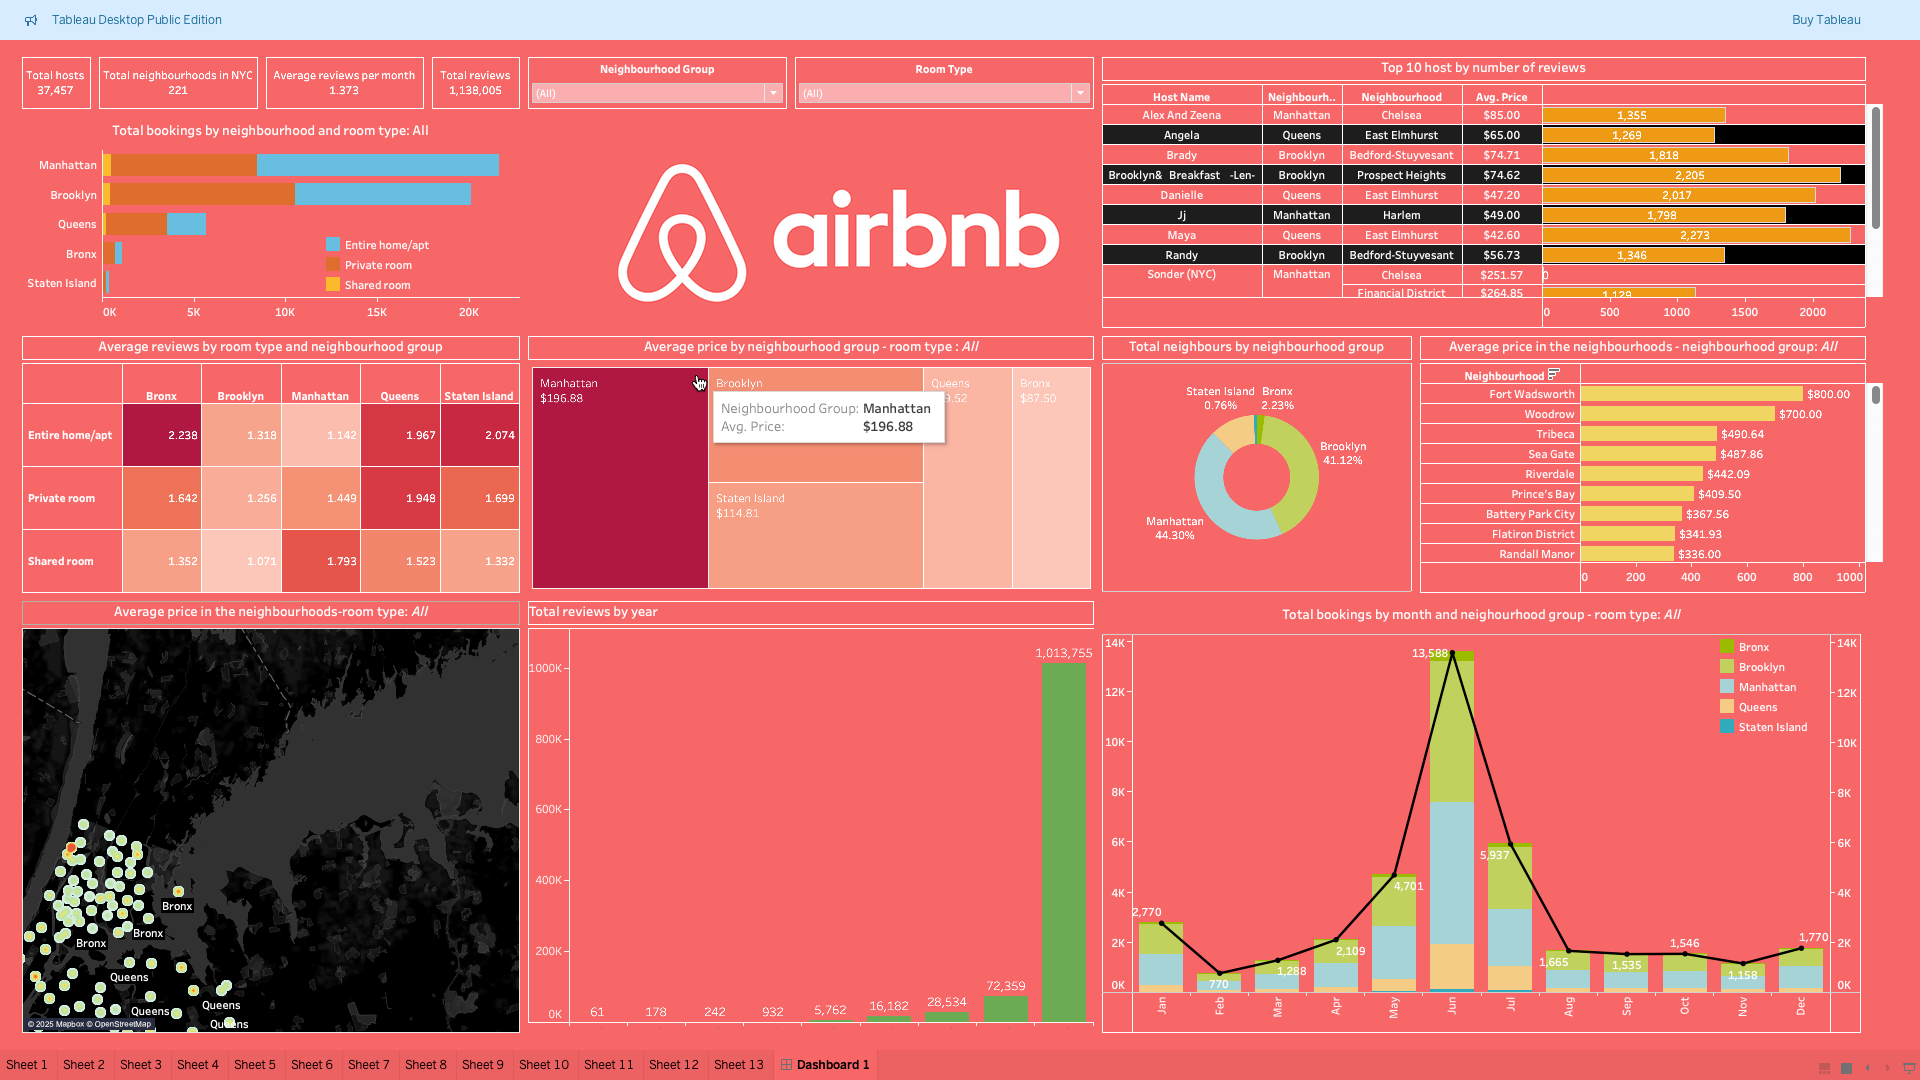 Tableau Desktop Public Edition
Buy Tableau
Total hosts
37,457
Total neighbourhoods in NYC
221
Average reviews per month
1.373
Total reviews
1,138,005
Neighbourhood Group
(All)
Room Type
(All)
Total bookings by neighbourhood and room type: All
Manhattan
Brooklyn
Queens
Bronx
Staten Island
Entire home/apt
Private room
Shared room
0K 5K 10K 15K 20K
airbnb
Top 10 host by number of reviews
Host Name Neighbourh.. Neighbourhood Avg. Price
Alex And Zeena Manhattan Chelsea $85.00 1,355
Angela Queens East Elmhurst $65.00 1,269
Brady Brooklyn Bedford-Stuyvesant $74.71 1,818
Brooklyn& Breakfast -Len- Brooklyn Prospect Heights $74.62 2,205
Danielle Queens East Elmhurst $47.20 2,017
Jj Manhattan Harlem $49.00 1,798
Maya Queens East Elmhurst $42.60 2,273
Randy Brooklyn Bedford-Stuyvesant $56.73 1,346
Sonder (NYC) Manhattan Chelsea $251.57 0
Financial District $264.85 1,129
0 500 1000 1500 2000
Average reviews by room type and neighbourhood group
Bronx Brooklyn Manhattan Queens Staten Island
Entire home/apt 2.238 1.318 1.142 1.967 2.074
Private room 1.642 1.256 1.449 1.948 1.699
Shared room 1.352 1.071 1.793 1.523 1.332
Average price by neighbourhood group - room type : All
Manhattan
$196.88
Brooklyn
Queens
9.52
Bronx
$87.50
Neighbourhood Group: Manhattan
Avg. Price: $196.88
Staten Island
$114.81
Total neighbours by neighbourhood group
Staten Island
0.76%
Bronx
2.23%
Brooklyn
41.12%
Manhattan
44.30%
Average price in the neighbourhoods - neighbourhood group: All
Neighbourhood
Fort Wadsworth $800.00
Woodrow $700.00
Tribeca $490.64
Sea Gate $487.86
Riverdale $442.09
Prince's Bay $409.50
Battery Park City $367.56
Flatiron District $341.93
Randall Manor $336.00
0 200 400 600 800 1000
Average price in the neighbourhoods-room type: All
Bronx
Bronx
Bronx
Queens
Queens
Queens
Queens
© 2025 Mapbox © OpenStreetMap
Total reviews by year
1000K
800K
600K
400K
200K
0K
61 178 242 932 5,762 16,182 28,534 72,359 1,013,755
Total bookings by month and neighourhood group - room type: All
14K
12K
10K
8K
6K
4K
2K
0K
2,770 770 1,288 2,109 4,701 13,588 5,937 1,665 1,535 1,546 1,158 1,770
Bronx
Brooklyn
Manhattan
Queens
Staten Island
14K
12K
10K
8K
6K
4K
2K
0K
Jan Feb Mar Apr May Jun Jul Aug Sep Oct Nov Dec
Sheet 1 Sheet 2 Sheet 3 Sheet 4 Sheet 5 Sheet 6 Sheet 7 Sheet 8 Sheet 9 Sheet 10 Sheet 11 Sheet 12 Sheet 13 Dashboard 1